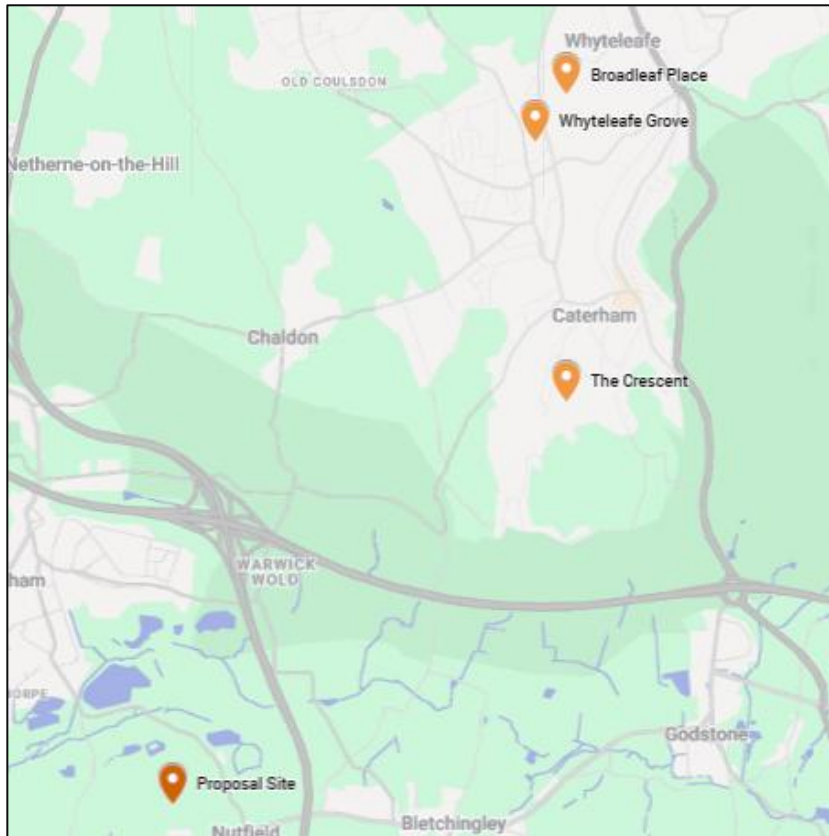 Whyteleafe
Broadleaf Place
OLD COULSDON
Whyteleafe Grove
Netherne-on-the-Hill
Caterham
Chaldon
The Crescent
WARWICK
WOLD
ham
ORPE
Godstone
Proposal Site
Bletchingley
Nutfield